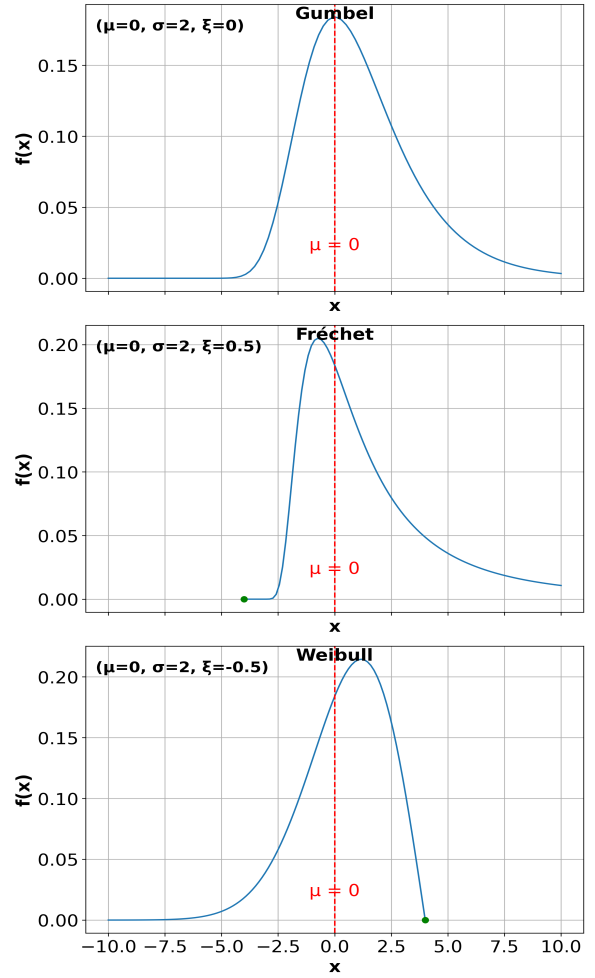 Gumbel
(μ=0, σ=2, ξ=0)
0.15
0.10
0.05
0.00
f(x)
μ = 0
x
Fréchet
(μ=0, σ=2, ξ=0.5)
0.20
0.15
0.10
0.05
0.00
f(x)
μ = 0
x
Weibull
(μ=0, σ=2, ξ=-0.5)
0.20
0.15
0.10
0.05
0.00
f(x)
μ = 0
−10.0 −7.5 −5.0 −2.5 0.0 2.5 5.0 7.5 10.0
x